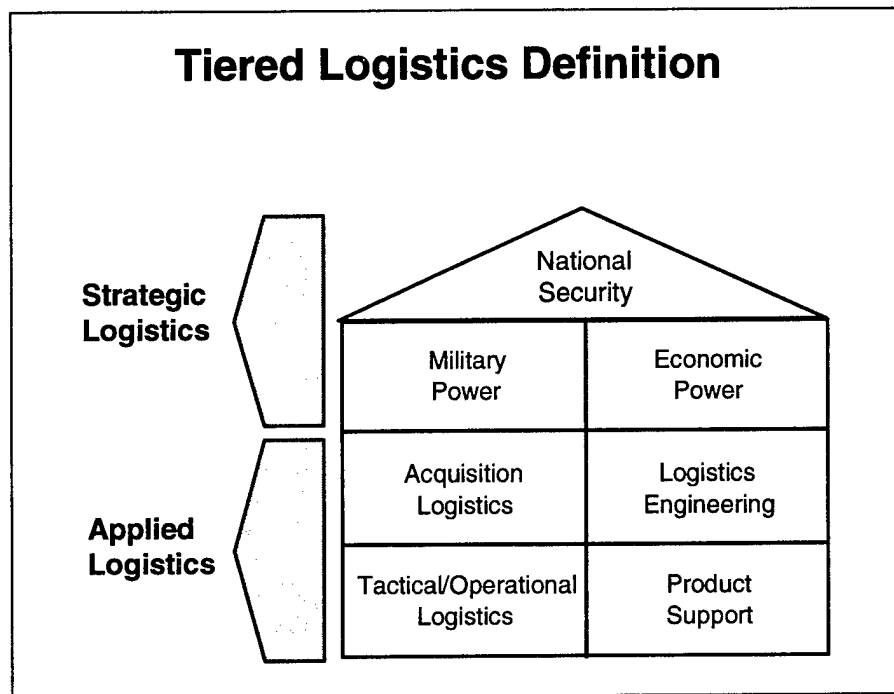 Tiered Logistics Definition
National
Security
Strategic
Logistics
Military
Power
Economic
Power
Acquisition
Logistics
Logistics
Engineering
Applied
Logistics
Tactical/Operational
Logistics
Product
Support